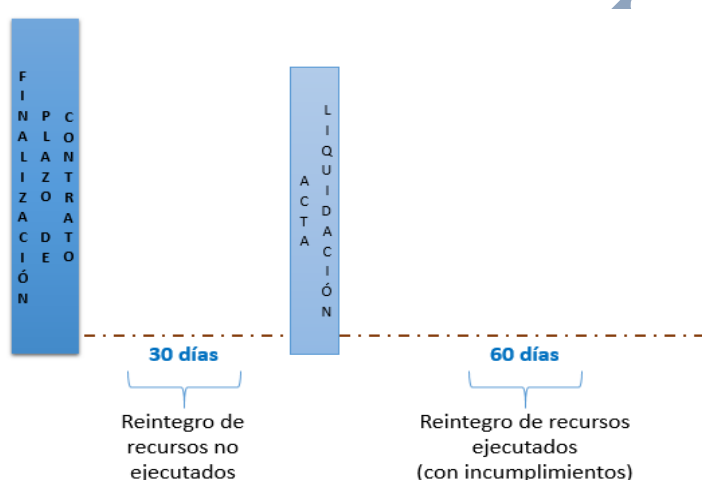 FINALIZACIÓN
PLAZO DE
CONTRATO
ACTA
LIQUIDACIÓN
30 días
60 días
Reintegro de
recursos no
ejecutados
Reintegro de recursos
ejecutados
(con incumplimientos)